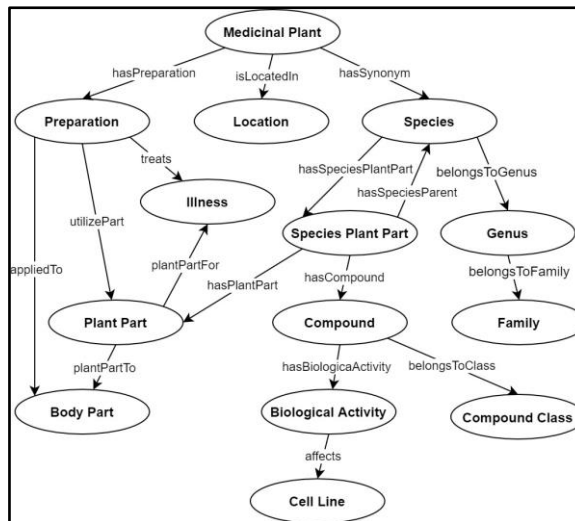 Medicinal Plant
hasPreparation
isLocatedIn
hasSynonym
Preparation
Location
Species
treats
hasSpeciesPlantPart
belongsToGenus
hasSpeciesParent
Illness
utilizePart
Species Plant Part
Genus
appliedTo
plantPartFor
hasPlantPart
hasCompound
belongsToFamily
Plant Part
Compound
Family
plantPartTo
hasBiologicaActivity
belongsToClass
Body Part
Biological Activity
Compound Class
affects
Cell Line